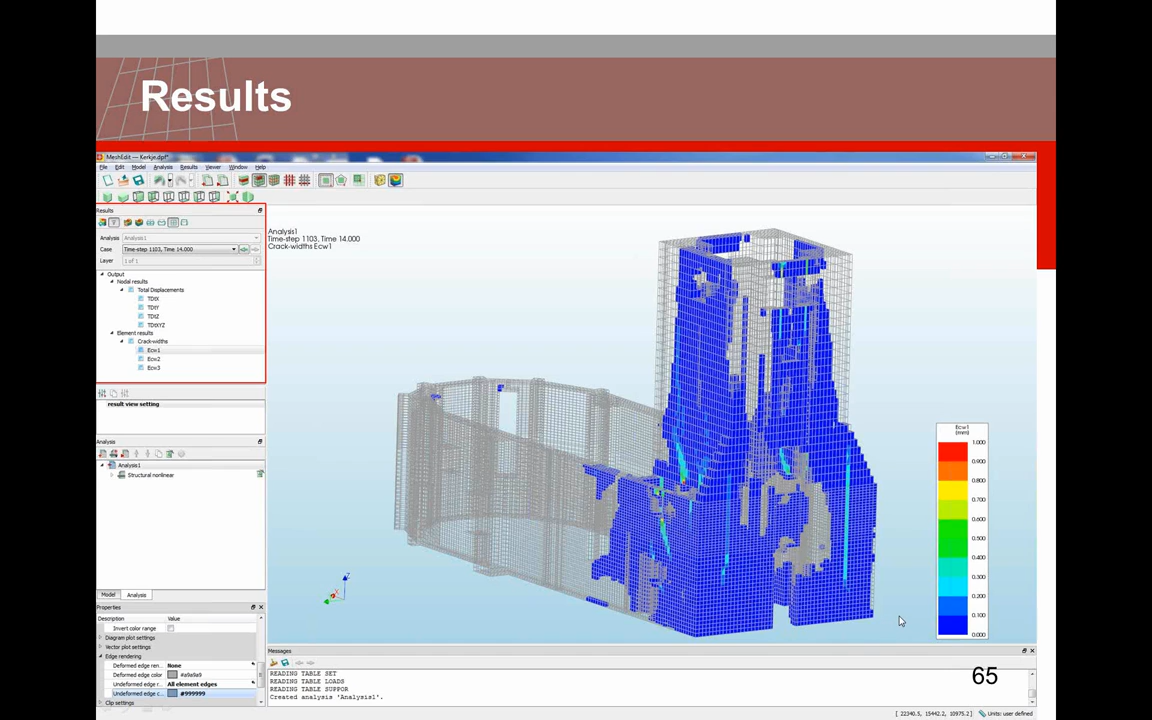 Results
MeshEdit — Kerkje.dpf*
File Edit Model Analysis Results Viewer Window Help
Results
Analysis Analysis1
Case Time-step 1103, Time 14.000
Layer 1 of 1
Output
Nodal results
Total Displacements
TDtX
TDtY
TDtZ
TDtXYZ
Element results
Crack-widths
Ecw1
Ecw2
Ecw3
result view setting
Analysis
Analysis1
Structural nonlinear
Model Analysis
Properties
Description Value
Invert color range
Diagram plot settings
Vector plot settings
Edge rendering
Deformed edge ren... None
Deformed edge color #a9a9a9
Undeformed edge r... All element edges
Undeformed edge c... #999999
Clip settings
Analysis1
Time-step 1103, Time 14.000
Crack-widths Ecw1
Z
X
Y
Ecw1
(mm)
1.000
0.900
0.800
0.700
0.600
0.500
0.400
0.300
0.200
0.100
0.000
Messages
READING TABLE SET
READING TABLE LOADS
READING TABLE SUPPOR
Created analysis 'Analysis1'.
65
[ 22340.5, 15442.2, 10975.2 ] Units: user defined